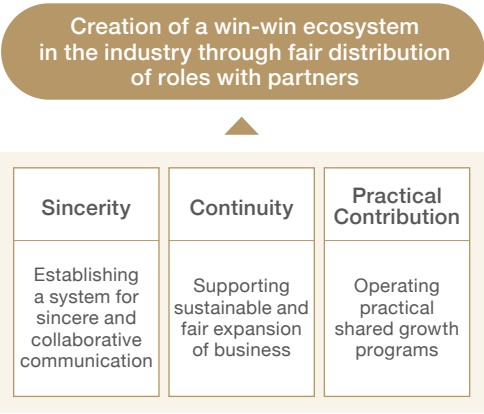 Creation of a win-win ecosystem
in the industry through fair distribution
of roles with partners
Sincerity
Establishing
a system for
sincere and
collaborative
communication
Continuity
Supporting
sustainable and
fair expansion
of business
Practical
Contribution
Operating
practical
shared growth
programs